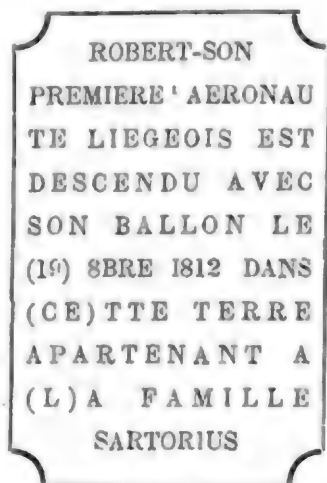 ROBERT-SON
PREMIERE ' AERONAU
TE LIEGEOIS EST
DESCENDU AVEC
SON BALLON LE
(19) 8BRE 1812 DANS
(CE)TTE TERRE
APARTENANT A
(L)A FAMILLE
SARTORIUS